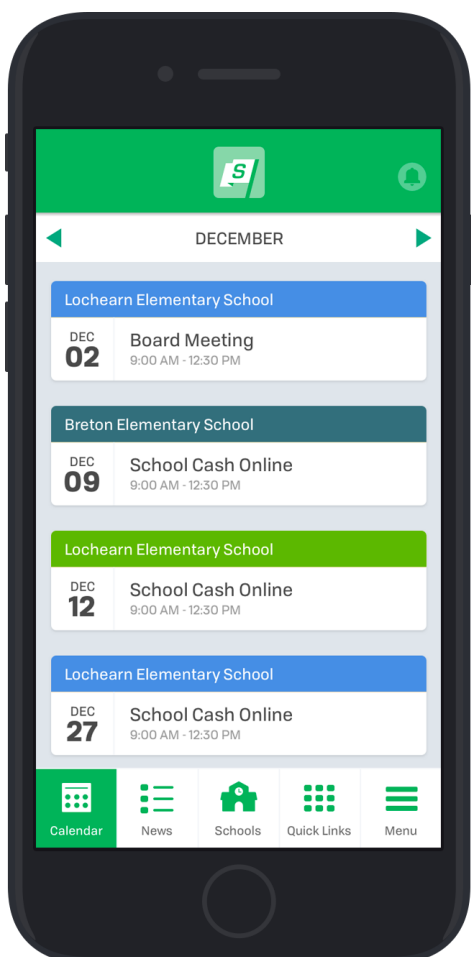 S
DECEMBER
Lochearn Elementary School
DEC
02
Board Meeting
9:00 AM - 12:30 PM
Breton Elementary School
DEC
09
School Cash Online
9:00 AM - 12:30 PM
Lochearn Elementary School
DEC
12
School Cash Online
9:00 AM - 12:30 PM
Lochearn Elementary School
DEC
27
School Cash Online
9:00 AM - 12:30 PM
Calendar News Schools Quick Links Menu